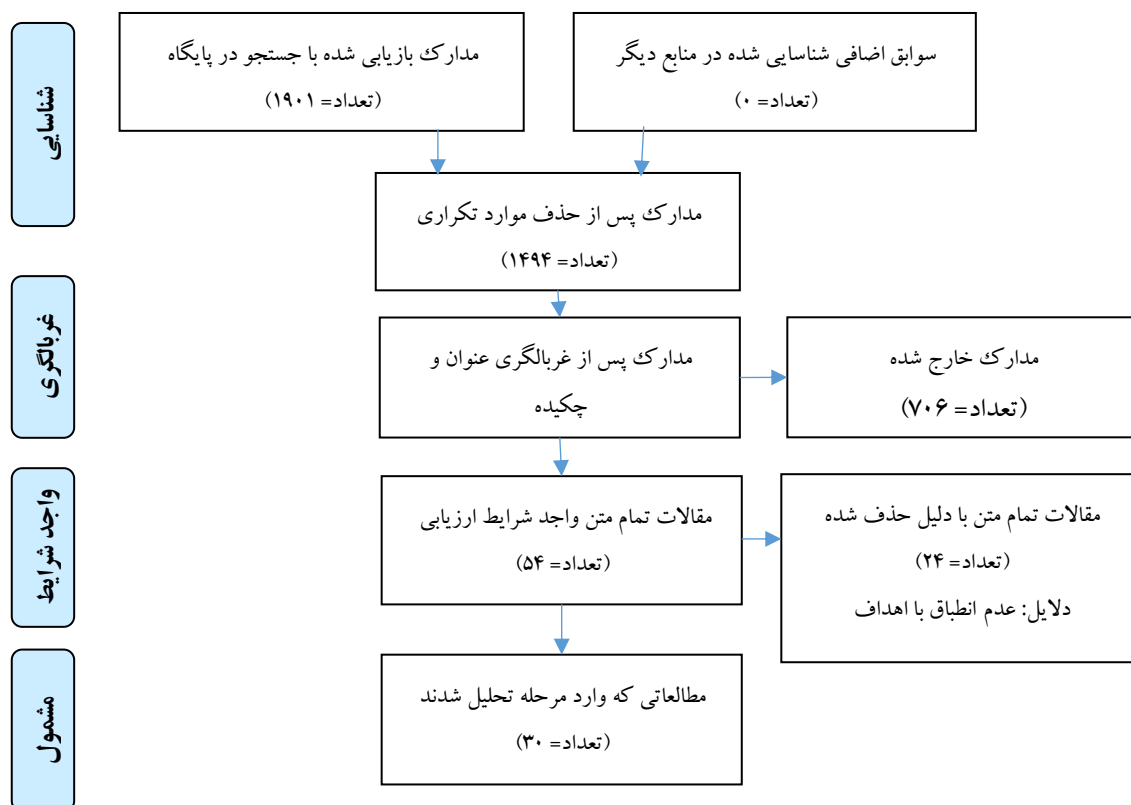 شناسایی
سوابق اضافی شناسایی شده در منابع دیگر
(تعداد= ۰)
مدارک بازیابی شده با جستجو در پایگاه
(تعداد= ۱۹۰۱)
مدارک پس از حذف موارد تکراری
(تعداد= ۱۴۹۴)
غربالگری
مدارک پس از غربالگری عنوان و
چکیده
مدارک خارج شده
(تعداد= ۷۰۶)
واجد شرایط
مقالات تمام متن واجد شرایط ارزیابی
(تعداد= ۵۴)
مقالات تمام متن با دلیل حذف شده
(تعداد= ۲۴)
دلایل: عدم انطباق با اهداف
مشمول
مطالعاتی که وارد مرحله تحلیل شدند
(تعداد= ۳۰)